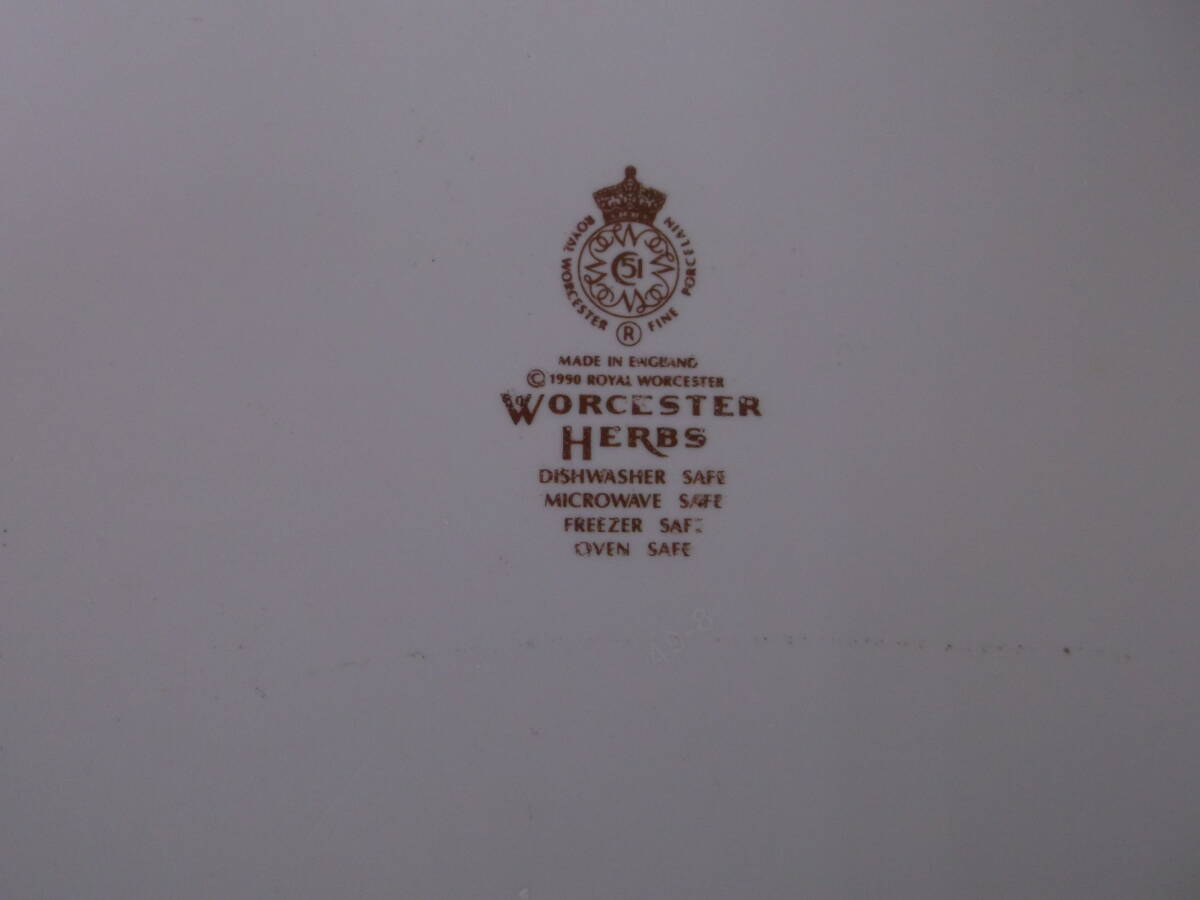 ROYAL WORCESTER FINE PORCELAIN
51
®
MADE IN ENGLAND
© 1990 ROYAL WORCESTER
WORCESTER
HERBS
DISHWASHER SAFE
MICROWAVE SAFE
FREEZER SAFE
OVEN SAFE